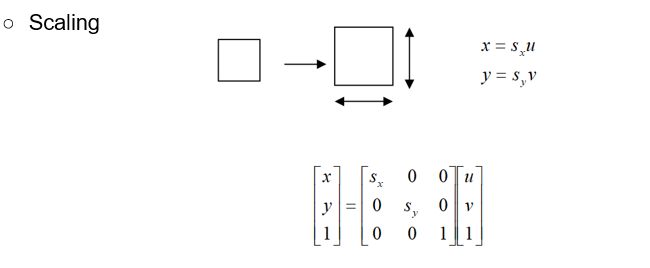 ○ Scaling
x = s_x u
y = s_y v
[x] [s_x 0 0] [u]
[y] = [0 s_y 0] [v]
[1] [0 0 1] [1]